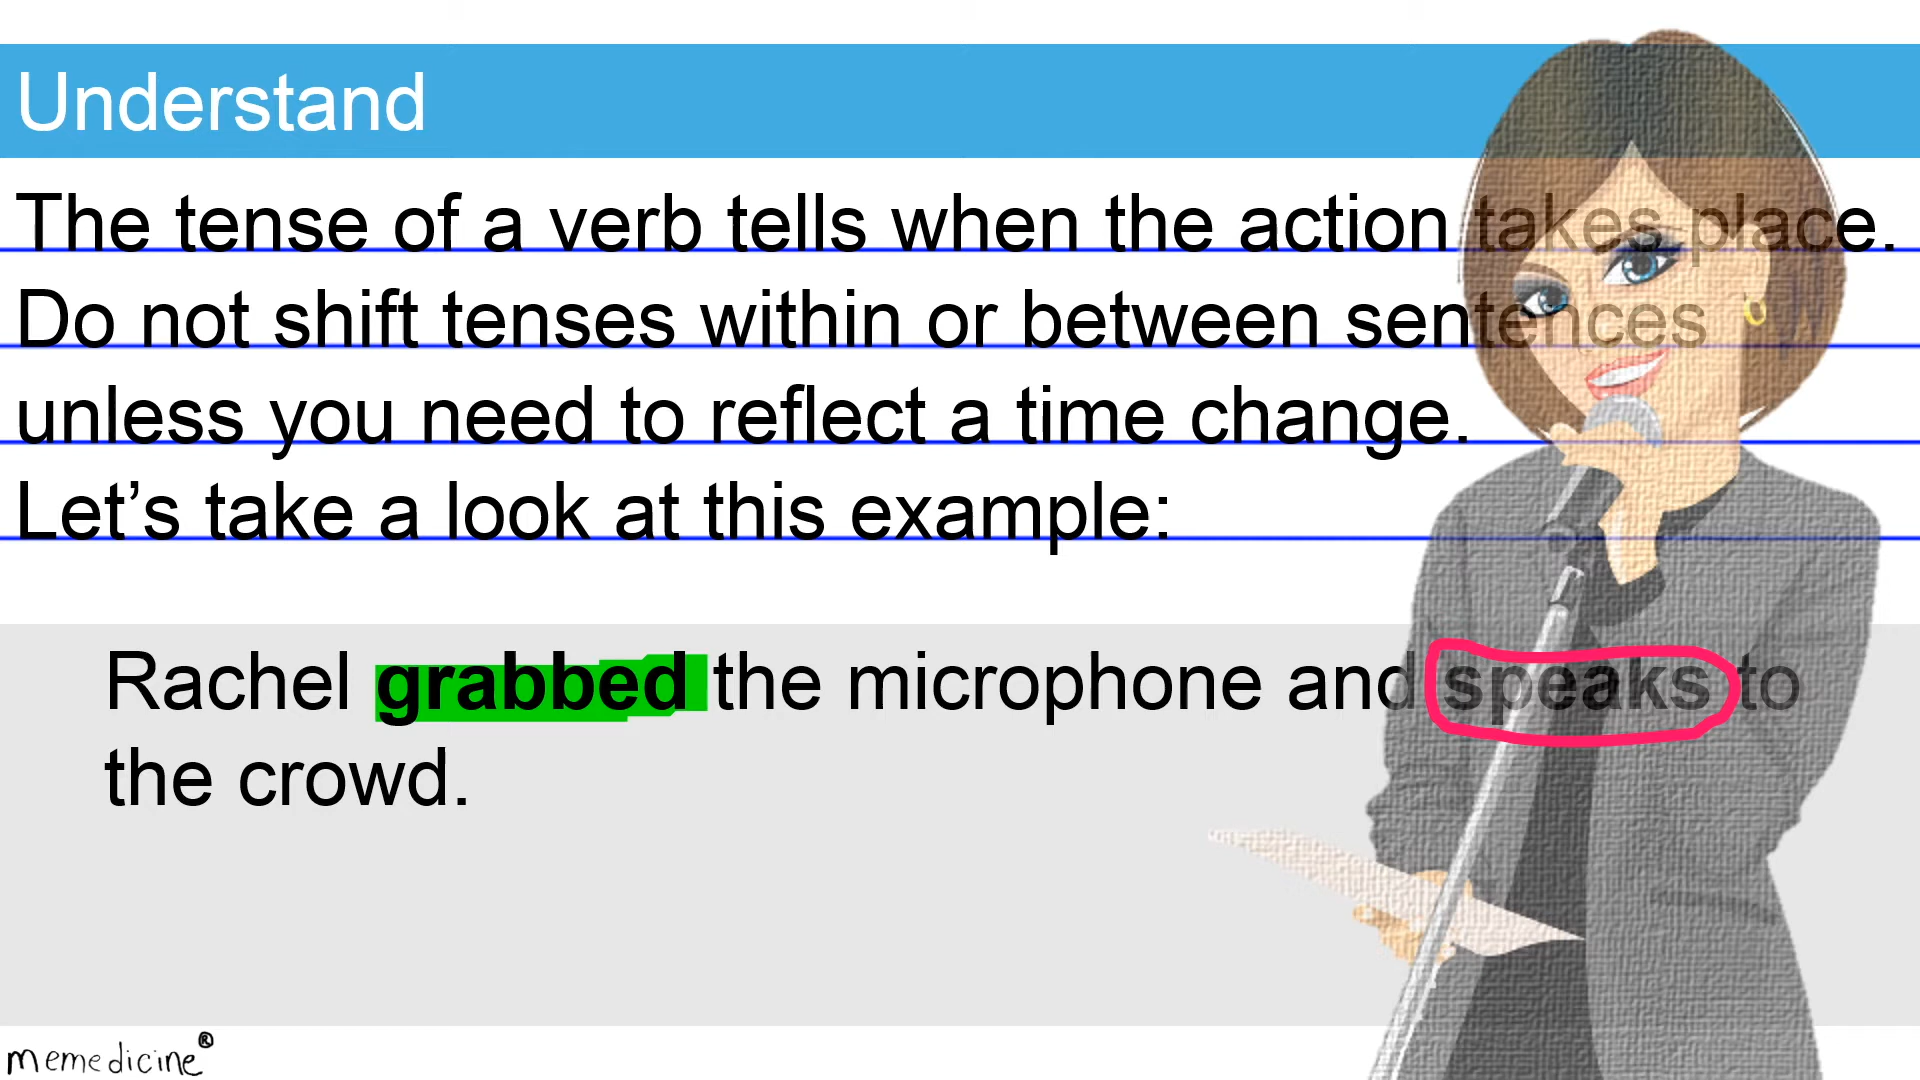 Understand
The tense of a verb tells when the action takes place.
Do not shift tenses within or between sentences
unless you need to reflect a time change.
Let’s take a look at this example:
Rachel grabbed the microphone and speaks to
the crowd.
memedicine®